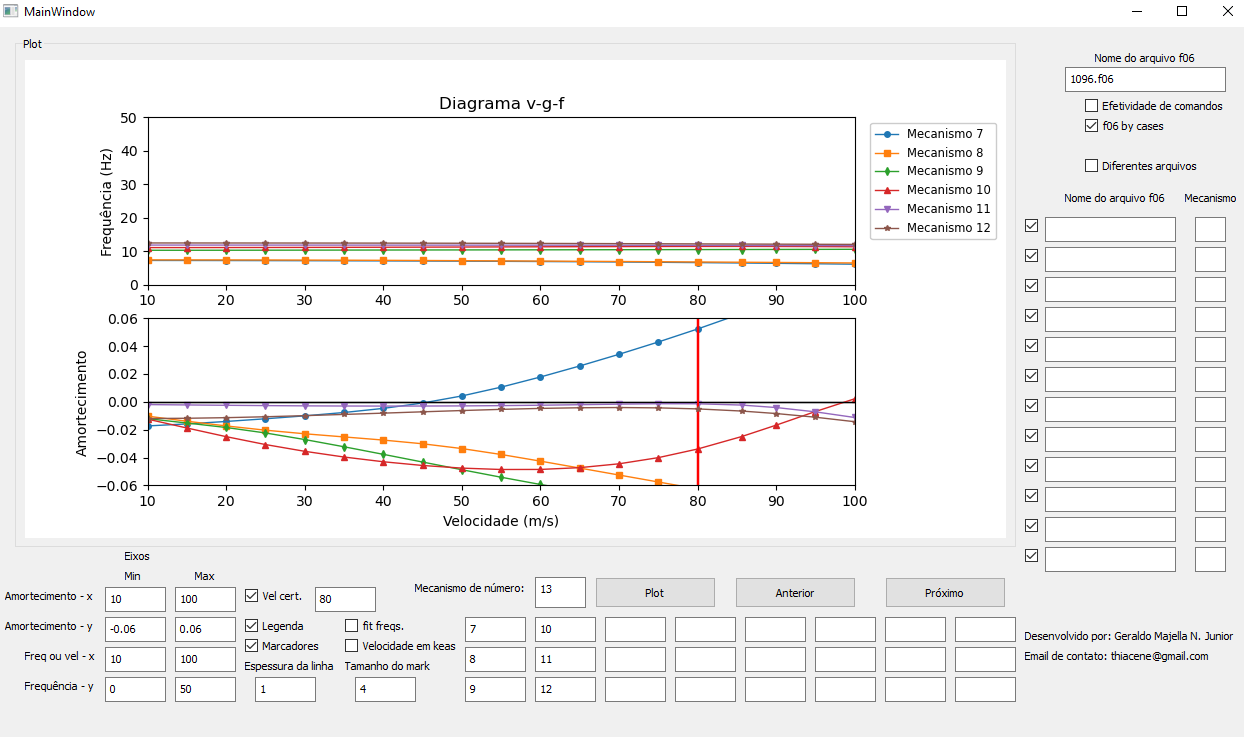 MainWindow
Plot
Diagrama v-g-f
Frequência (Hz)
50
40
30
20
10
0
10 20 30 40 50 60 70 80 90 100
Mecanismo 7
Mecanismo 8
Mecanismo 9
Mecanismo 10
Mecanismo 11
Mecanismo 12
Amortecimento
0.06
0.04
0.02
0.00
−0.02
−0.04
−0.06
10 20 30 40 50 60 70 80 90 100
Velocidade (m/s)
Nome do arquivo f06
1096.f06
Efetividade de comandos
f06 by cases
Diferentes arquivos
Nome do arquivo f06 Mecanismo
Eixos
Min Max
Amortecimento - x 10 100 Vel cert. 80
Amortecimento - y -0.06 0.06 Legenda fit freqs.
Marcadores Velocidade em keas
Freq ou vel - x 10 100 Espessura da linha Tamanho do mark
Frequência - y 0 50 1 4
Mecanismo de número: 13 Plot Anterior Próximo
7 10
8 11
9 12
Desenvolvido por: Geraldo Majella N. Junior
Email de contato: thiacene@gmail.com